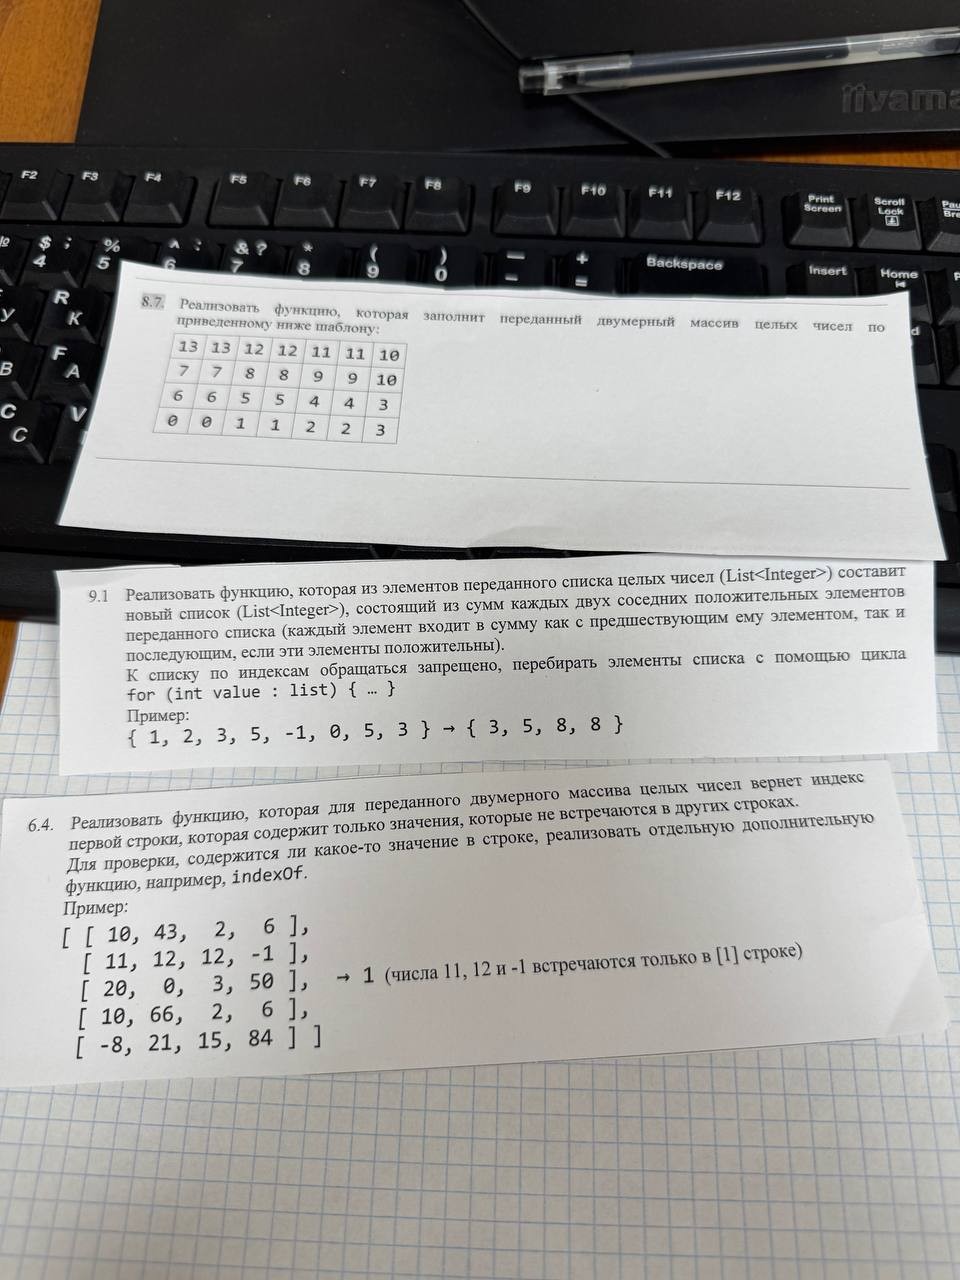 iiyama
F2 F3 F4 F5 F6 F7 F8 F9 F10 F11 F12 Print Screen Scroll Lock
$ ; 4 % 5 ^ : 6 & ? 7 * 8 ( 9 ) 0 — - + = Backspace Insert Home
R К
F А
V
8.7. Реализовать функцию, которая заполнит переданный двумерный массив целых чисел по
приведенному ниже шаблону:
13 13 12 12 11 11 10
7 7 8 8 9 9 10
6 6 5 5 4 4 3
0 0 1 1 2 2 3
9.1 Реализовать функцию, которая из элементов переданного списка целых чисел (List<Integer>) составит
новый список (List<Integer>), состоящий из сумм каждых двух соседних положительных элементов
переданного списка (каждый элемент входит в сумму как с предшествующим ему элементом, так и
последующим, если эти элементы положительны).
К списку по индексам обращаться запрещено, перебирать элементы списка с помощью цикла
for (int value : list) { … }
Пример:
{ 1, 2, 3, 5, -1, 0, 5, 3 } → { 3, 5, 8, 8 }
6.4. Реализовать функцию, которая для переданного двумерного массива целых чисел вернет индекс
первой строки, которая содержит только значения, которые не встречаются в других строках.
Для проверки, содержится ли какое-то значение в строке, реализовать отдельную дополнительную
функцию, например, indexOf.
Пример:
[ [ 10, 43, 2, 6 ],
[ 11, 12, 12, -1 ],
[ 20, 0, 3, 50 ], → 1 (числа 11, 12 и -1 встречаются только в [1] строке)
[ 10, 66, 2, 6 ],
[ -8, 21, 15, 84 ] ]